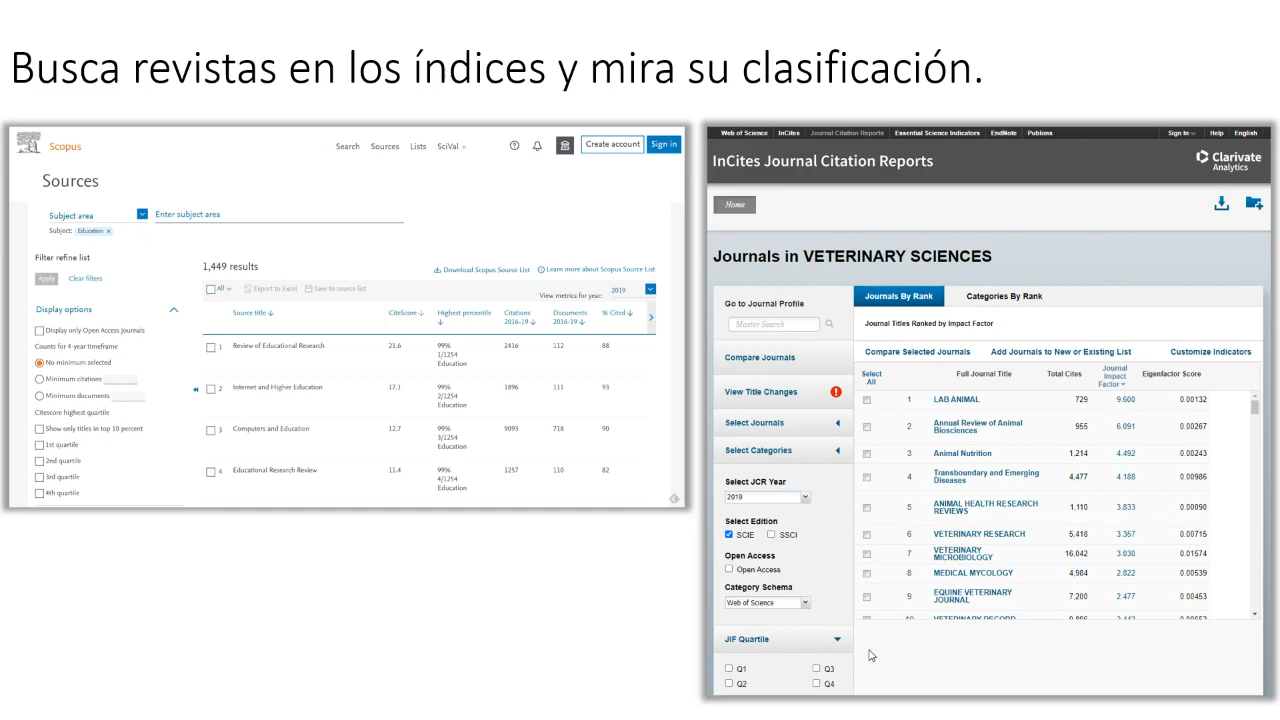 Busca revistas en los índices y mira su clasificación.
Scopus
Search Sources Lists SciVal »
Create account Sign in
Sources
Subject area Enter subject area
Subject: Education ×
Filter refine list
Apply Clear filters
Display options
Display only Open Access journals
Counts for 4-year timeframe
No minimum selected
Minimum citations
Minimum documents
Citescore highest quartile
Show only titles in top 10 percent
1st quartile
2nd quartile
3rd quartile
4th quartile
1,449 results
Download Scopus Source List Learn more about Scopus Source List
All Export to Excel Save to source list View metrics for year: 2019
Source title ↓ CiteScore ↓ Highest percentile ↓ Citations 2016-19 ↓ Documents 2016-19 ↓ % Cited ↓
1 Review of Educational Research 21.6 99% 2416 112 88
1/1254
Education
2 Internet and Higher Education 17.1 99% 1896 111 93
2/1254
Education
3 Computers and Education 12.7 99% 9093 718 90
3/1254
Education
4 Educational Research Review 11.4 99% 1257 110 82
4/1254
Education
Web of Science InCites Journal Citation Reports Essential Science Indicators EndNote Publons Sign In Help English
InCites Journal Citation Reports
Clarivate
Analytics
Home
Journals in VETERINARY SCIENCES
Go to Journal Profile
Master Search
Compare Journals
View Title Changes
Select Journals
Select Categories
Select JCR Year
2019
Select Edition
SCIE SSCI
Open Access
Open Access
Category Schema
Web of Science
JIF Quartile
Q1 Q3
Q2 Q4
Journals By Rank Categories By Rank
Journal Titles Ranked by Impact Factor
Compare Selected Journals Add Journals to New or Existing List Customize Indicators
Select All Full Journal Title Total Cites Journal Impact Factor Eigenfactor Score
1 LAB ANIMAL 729 9.600 0.00132
2 Annual Review of Animal Biosciences 955 6.091 0.00267
3 Animal Nutrition 1,214 4.492 0.00243
4 Transboundary and Emerging Diseases 4,477 4.188 0.00986
5 ANIMAL HEALTH RESEARCH REVIEWS 1,110 3.833 0.00090
6 VETERINARY RESEARCH 5,418 3.357 0.00715
7 VETERINARY MICROBIOLOGY 16,042 3.030 0.01574
8 MEDICAL MYCOLOGY 4,984 2.822 0.00539
9 EQUINE VETERINARY JOURNAL 7,200 2.477 0.00453
10 VETERINARY RECORD